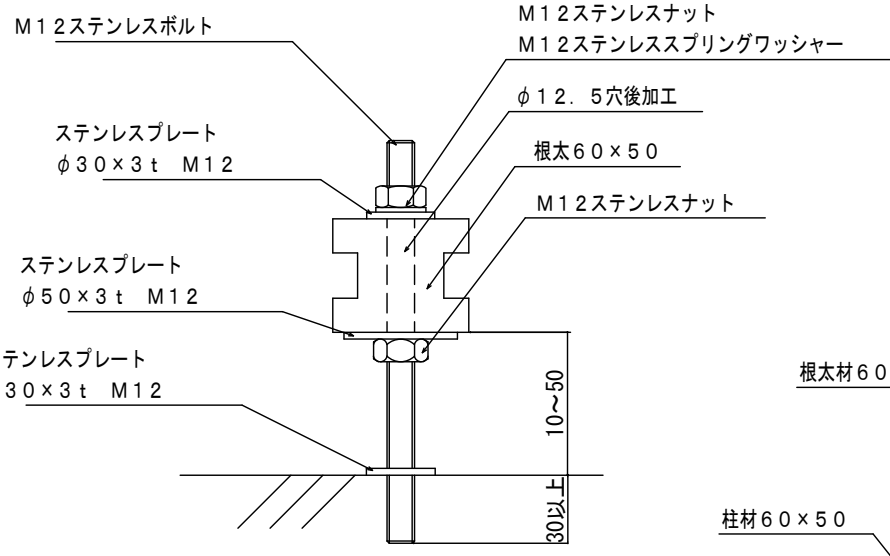 M12ステンレスボルト
M12ステンレスナット
M12ステンレススプリングワッシャー
φ12.5穴後加工
ステンレスプレート
φ30×3t M12
根太60×50
M12ステンレスナット
ステンレスプレート
φ50×3t M12
テンレスプレート
30×3t M12
10~50
30以上
根太材60
柱材60×50